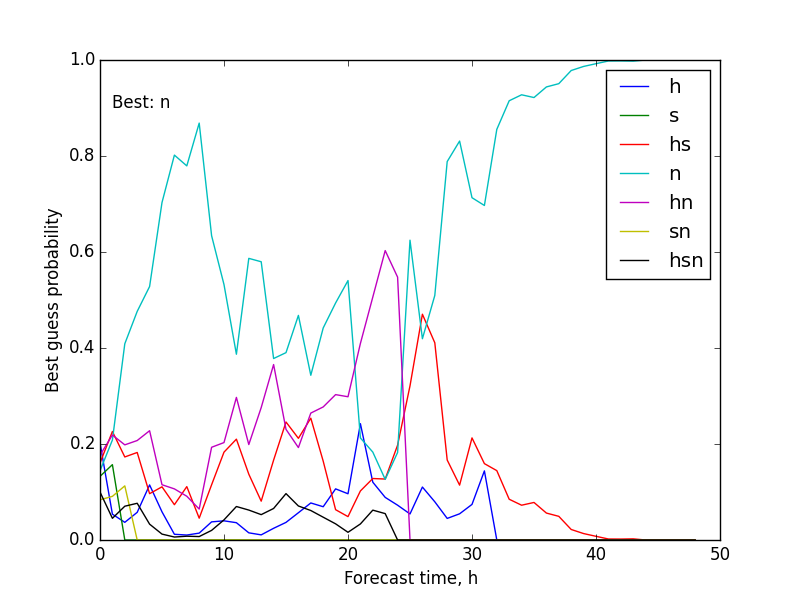 1.0
0.8
0.6
0.4
0.2
0.0
Best guess probability
Best: n
h
s
hs
n
hn
sn
hsn
0 10 20 30 40 50
Forecast time, h